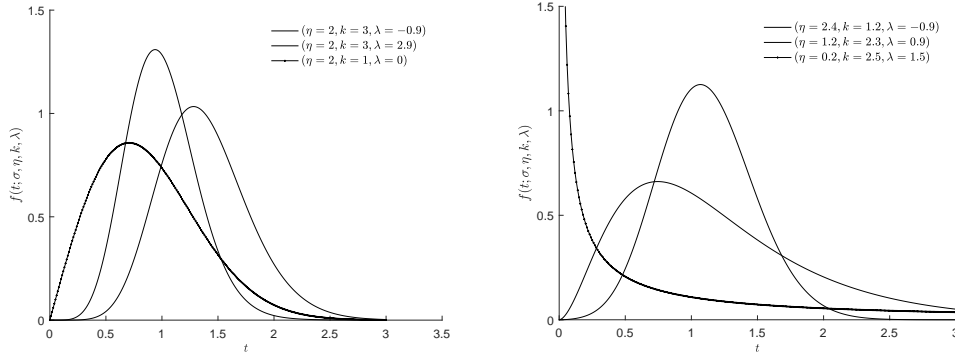 1.5
1
0.5
0
0
0.5
1
1.5
2
2.5
3
3.5
t
f(t; σ, η, k, λ)
(η = 2, k = 3, λ = −0.9)
(η = 2, k = 3, λ = 2.9)
(η = 2, k = 1, λ = 0)
1.5
1
0.5
0
0
0.5
1
1.5
2
2.5
3
t
f(t; σ, η, k, λ)
(η = 2.4, k = 1.2, λ = −0.9)
(η = 1.2, k = 2.3, λ = 0.9)
(η = 0.2, k = 2.5, λ = 1.5)